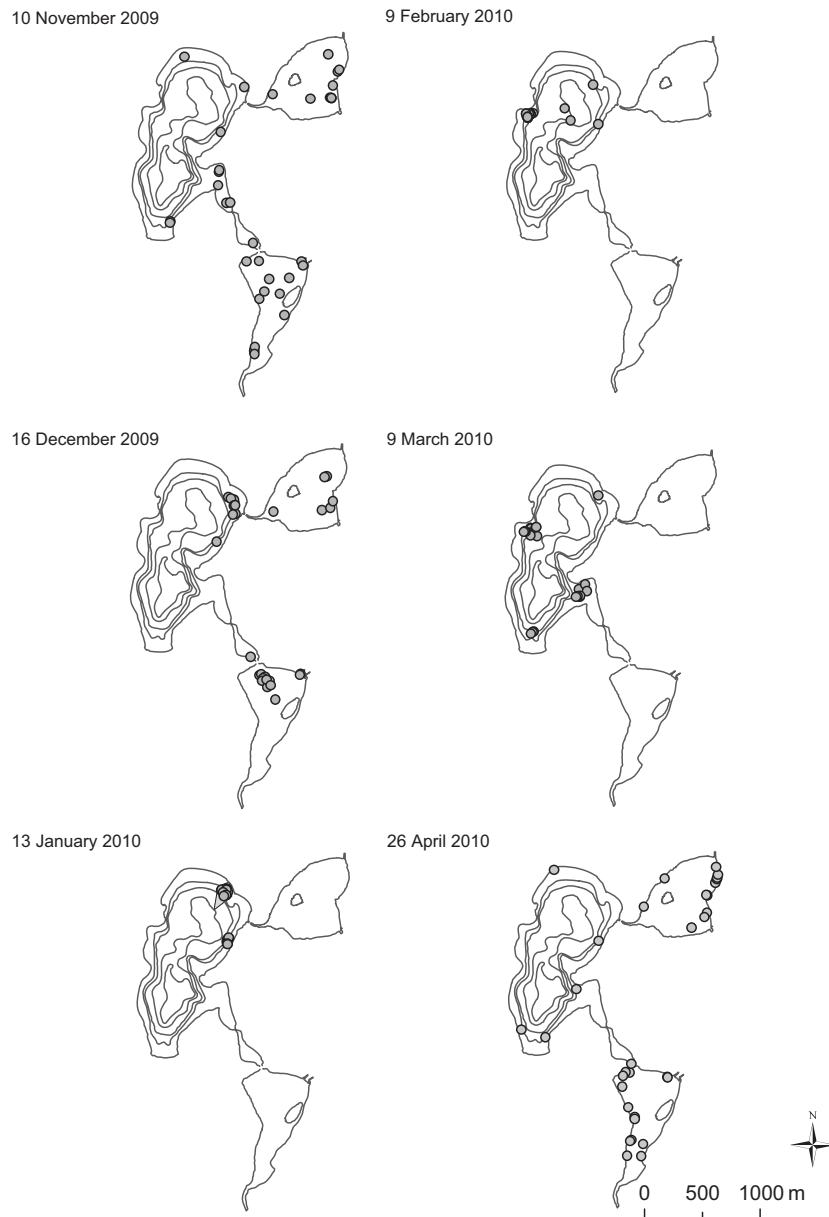 10 November 2009
9 February 2010
16 December 2009
9 March 2010
13 January 2010
26 April 2010
N
0 500 1000 m